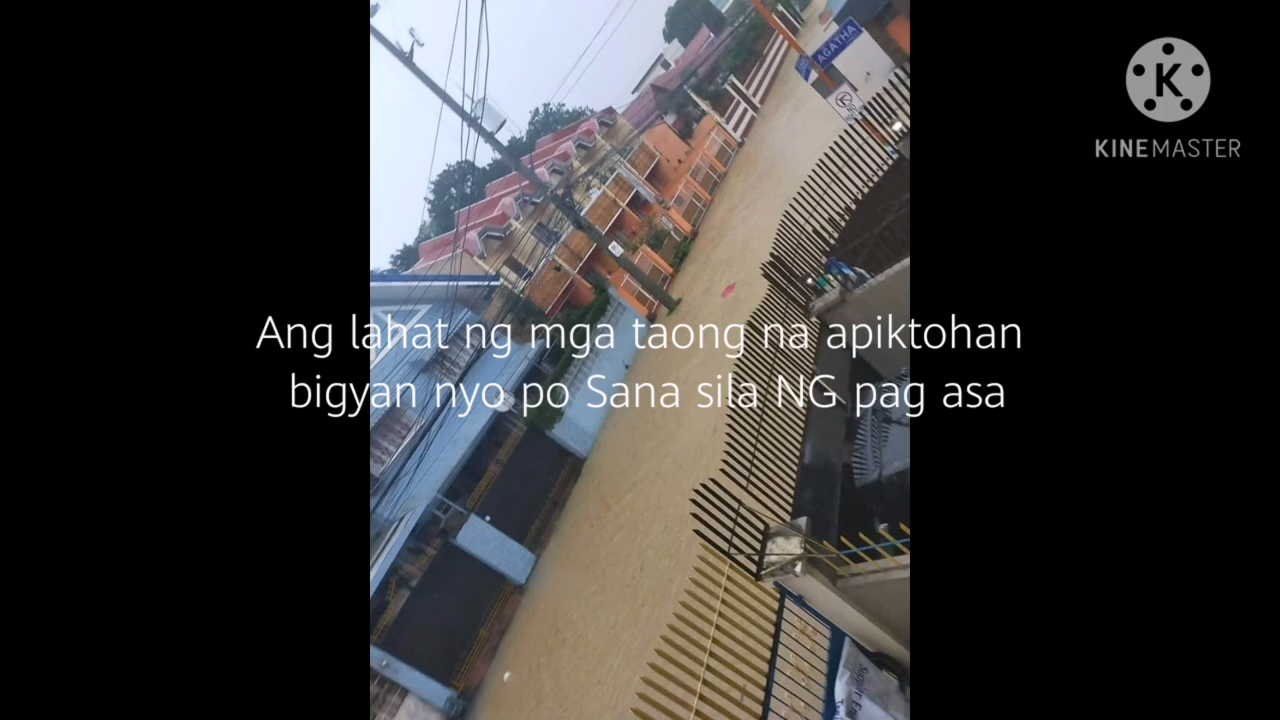 AGATHA
K
KINEMASTER
Ang lahat ng mga taong na apiktohan
bigyan nyo po Sana sila NG pag asa